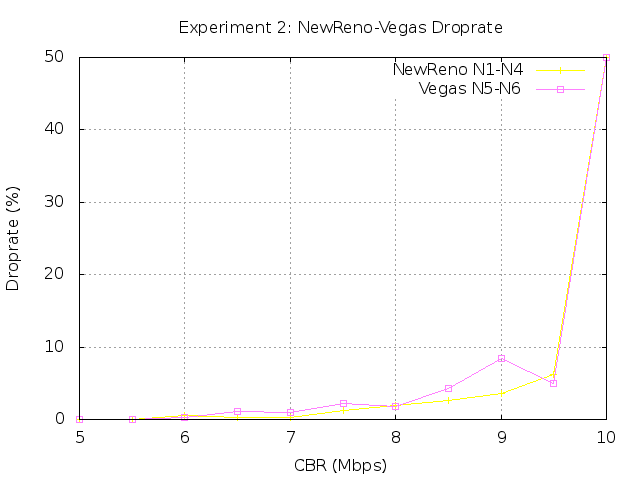 Experiment 2: NewReno-Vegas Droprate
50
40
30
20
10
0
Droprate (%)
NewReno N1-N4
Vegas N5-N6
5 6 7 8 9 10
CBR (Mbps)